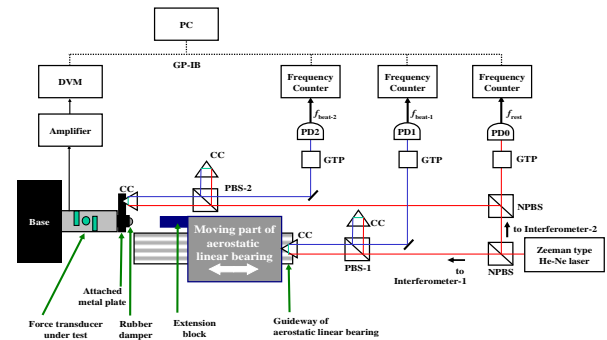 PC
GP-IB
DVM
Frequency
Counter
Frequency
Counter
Frequency
Counter
Amplifier
fbeat-2
fbeat-1
frest
PD2
PD1
PD0
GTP
GTP
GTP
CC
CC
PBS-2
NPBS
Base
CC
to Interferometer-2
Moving part of
aerostatic
linear bearing
CC
PBS-1
to
Interferometer-1
NPBS
Zeeman type
He-Ne laser
Attached
metal plate
Force transducer
under test
Rubber
damper
Extension
block
Guideway of
aerostatic linear bearing